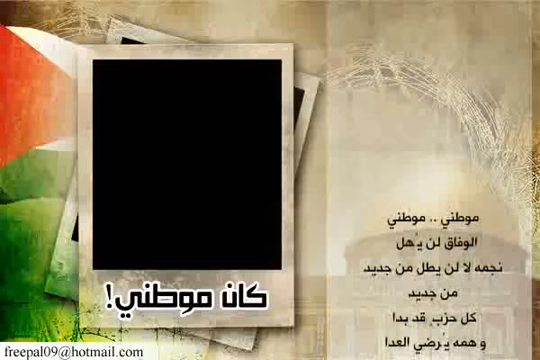 كان موطني!
موطني .. موطني
الوفاق لن يُهل
نجمه لا لن يطل من جديد
من جديد
كل حزبٍ قد بدا
و همه يُرضي العدا
freepal09@hotmail.com